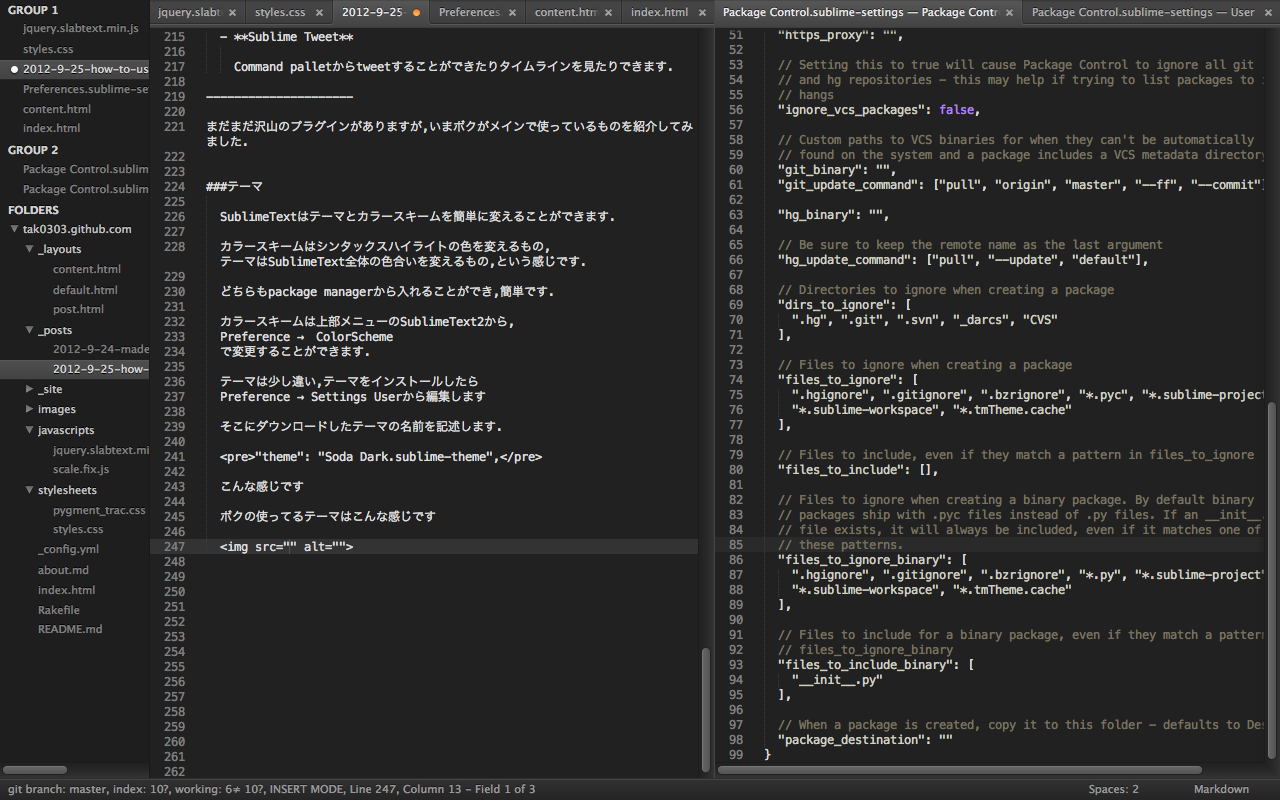 GROUP 1
jquery.slabtext.min.js
styles.css
2012-9-25-how-to-us
Preferences.sublime-se
content.html
index.html
GROUP 2
Package Control.sublim
Package Control.sublim
FOLDERS
tak0303.github.com
_layouts
content.html
default.html
post.html
_posts
2012-9-24-made
2012-9-25-how-
_site
images
javascripts
jquery.slabtext.mi
scale.fix.js
stylesheets
pygment_trac.css
styles.css
_config.yml
about.md
index.html
Rakefile
README.md
jquery.slabt × styles.css × 2012-9-25- Preferences × content.htm × index.html ×
215 - **Sublime Tweet**
216
217 Command palletからtweetすることができたりタイムラインを見たりできます.
218
219 —————————————————————
220
221 まだまだ沢山のプラグインがありますが,いまボクがメインで使っているものを紹介してみ
ました.
222
223
224 ###テーマ
225
226 SublimeTextはテーマとカラースキームを簡単に変えることができます.
227
228 カラースキームはシンタックスハイライトの色を変えるもの,
テーマはSublimeText全体の色合いを変えるもの,という感じです.
229
230 どちらもpackage managerから入れることができ,簡単です.
231
232 カラースキームは上部メニューのSublimeText2から,
233 Preference → ColorScheme
234 で変更することができます.
235
236 テーマは少し違い,テーマをインストールしたら
237 Preference → Settings Userから編集します
238
239 そこにダウンロードしたテーマの名前を記述します.
240
241 <pre>"theme": "Soda Dark.sublime-theme",</pre>
242
243 こんな感じです
244
245 ボクの使ってるテーマはこんな感じです
246
247 <img src="" alt="">
248
249
250
251
252
253
254
255
256
257
258
259
260
261
262
Package Control.sublime-settings — Package Contr × Package Control.sublime-settings — User ×
51 "https_proxy": "",
52
53 // Setting this to true will cause Package Control to ignore all git
54 // and hg repositories - this may help if trying to list packages to i
55 // hangs
56 "ignore_vcs_packages": false,
57
58 // Custom paths to VCS binaries for when they can't be automatically
59 // found on the system and a package includes a VCS metadata directory
60 "git_binary": "",
61 "git_update_command": ["pull", "origin", "master", "--ff", "--commit"]
62
63 "hg_binary": "",
64
65 // Be sure to keep the remote name as the last argument
66 "hg_update_command": ["pull", "--update", "default"],
67
68 // Directories to ignore when creating a package
69 "dirs_to_ignore": [
70 ".hg", ".git", ".svn", "_darcs", "CVS"
71 ],
72
73 // Files to ignore when creating a package
74 "files_to_ignore": [
75 ".hgignore", ".gitignore", ".bzrignore", "*.pyc", "*.sublime-project
76 "*.sublime-workspace", "*.tmTheme.cache"
77 ],
78
79 // Files to include, even if they match a pattern in files_to_ignore
80 "files_to_include": [],
81
82 // Files to ignore when creating a binary package. By default binary
83 // packages ship with .pyc files instead of .py files. If an __init__.
84 // file exists, it will always be included, even if it matches one of
85 // these patterns.
86 "files_to_ignore_binary": [
87 ".hgignore", ".gitignore", ".bzrignore", "*.py", "*.sublime-project"
88 "*.sublime-workspace", "*.tmTheme.cache"
89 ],
90
91 // Files to include for a binary package, even if they match a pattern
92 // files_to_ignore_binary
93 "files_to_include_binary": [
94 "__init__.py"
95 ],
96
97 // When a package is created, copy it to this folder - defaults to Des
98 "package_destination": ""
99 }
git branch: master, index: 10?, working: 6≠ 10?, INSERT MODE, Line 247, Column 13 - Field 1 of 3 Spaces: 2 Markdown